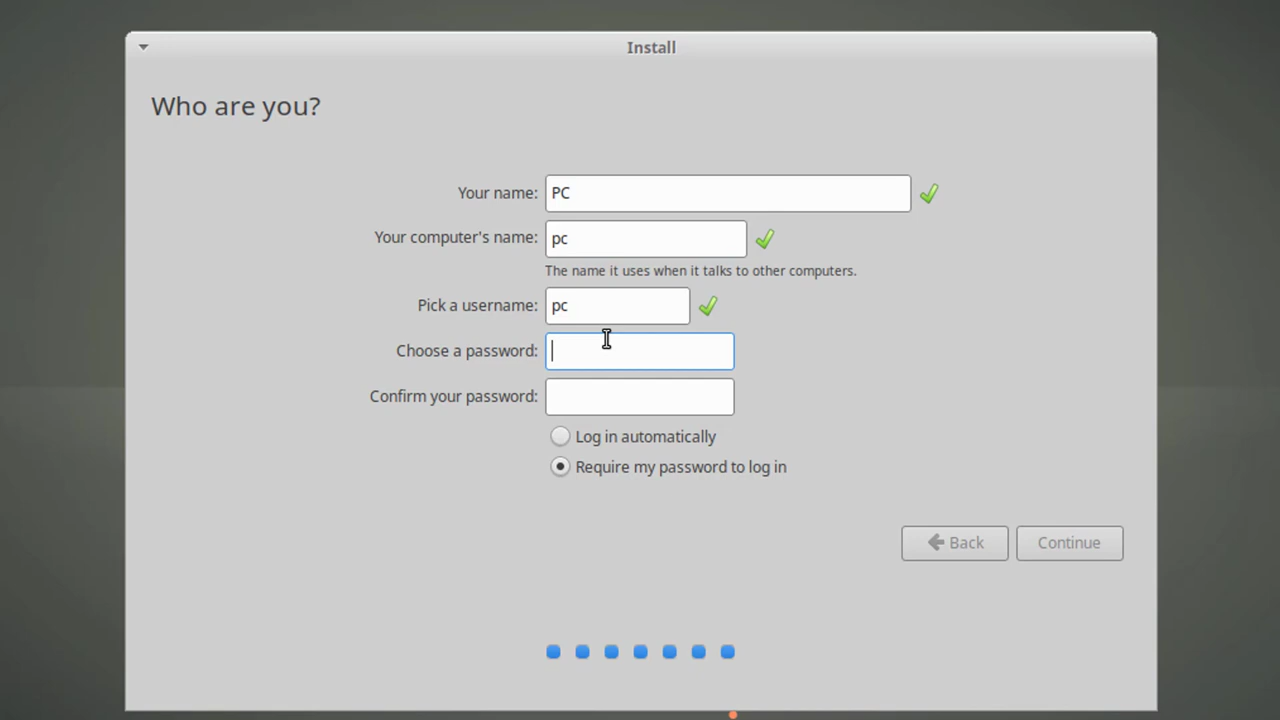 Install
Who are you?
Your name: PC
Your computer's name: pc
The name it uses when it talks to other computers.
Pick a username: pc
Choose a password:
Confirm your password:
Log in automatically
Require my password to log in
Back Continue